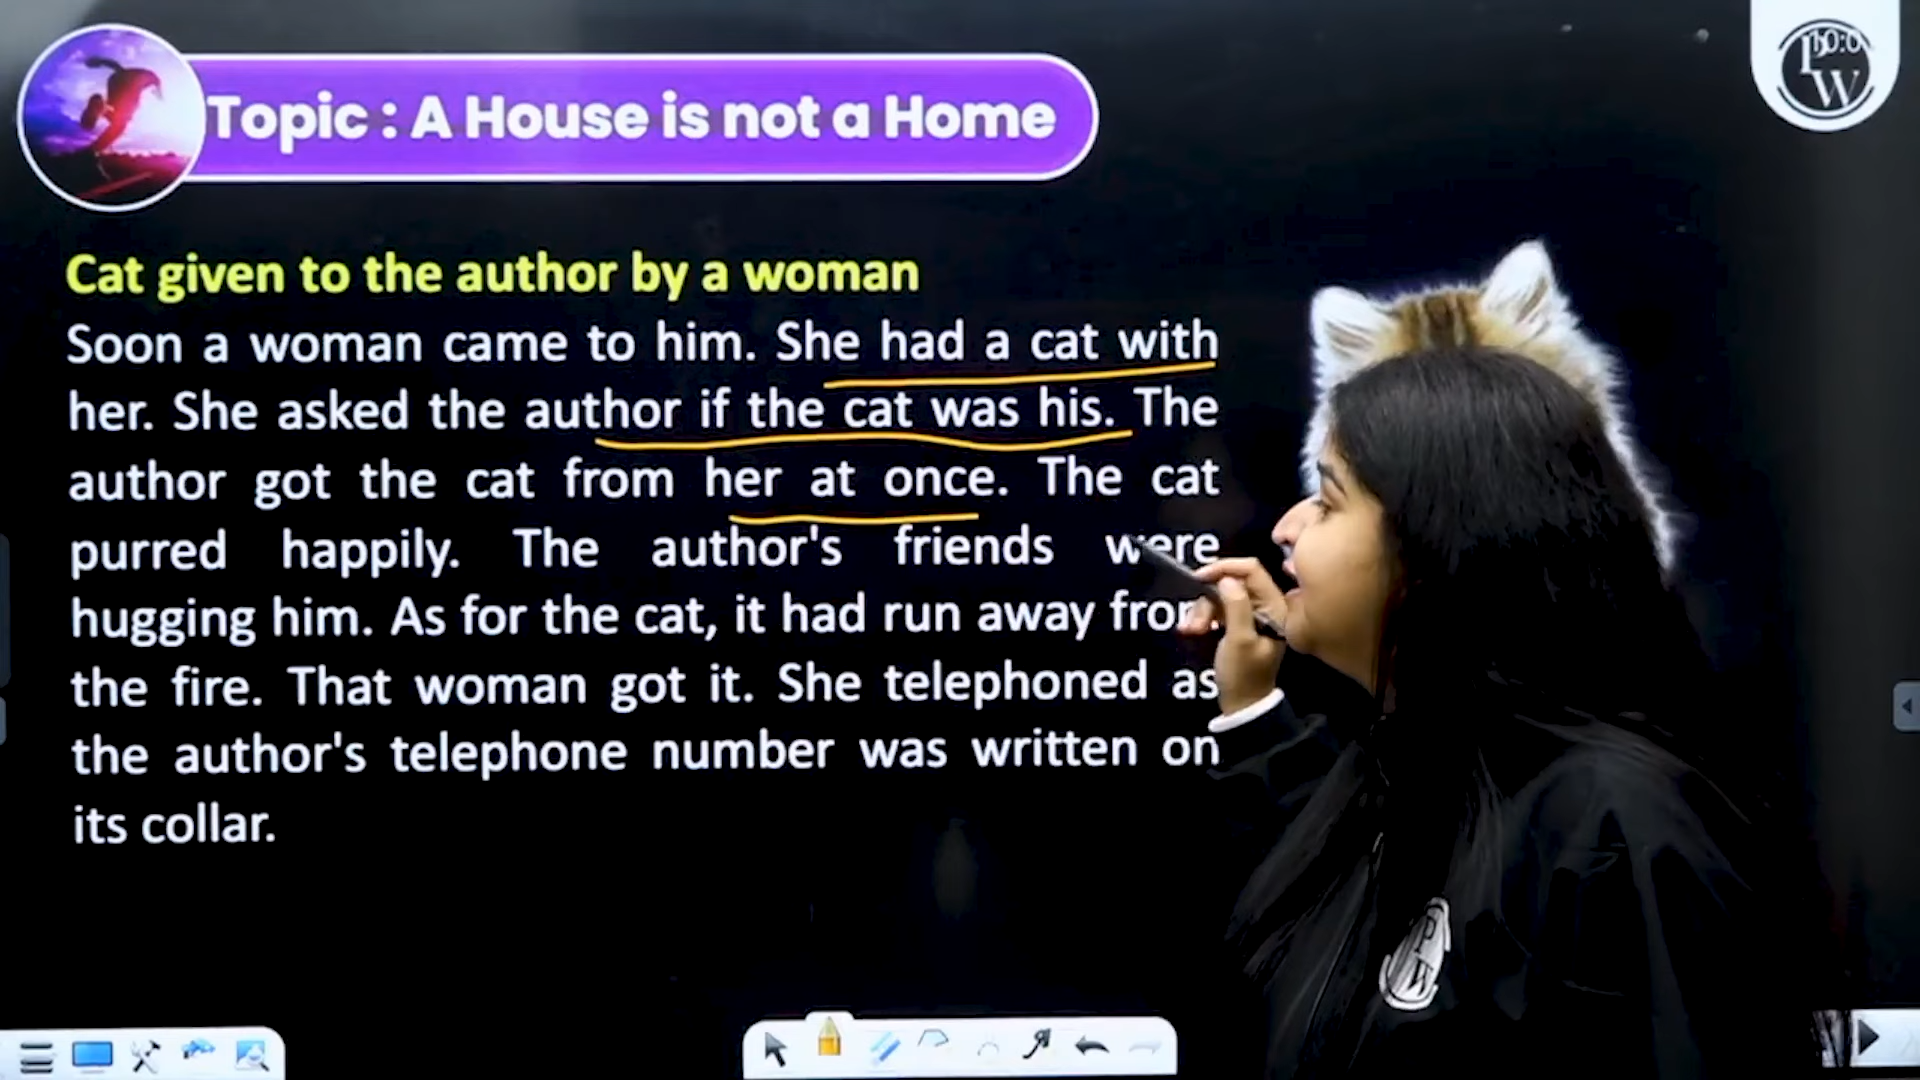 Topic : A House is not a Home
10:0
PW
Cat given to the author by a woman
Soon a woman came to him. She had a cat with
her. She asked the author if the cat was his. The
author got the cat from her at once. The cat
purred happily. The author's friends were
hugging him. As for the cat, it had run away from
the fire. That woman got it. She telephoned as
the author's telephone number was written on
its collar.
PW